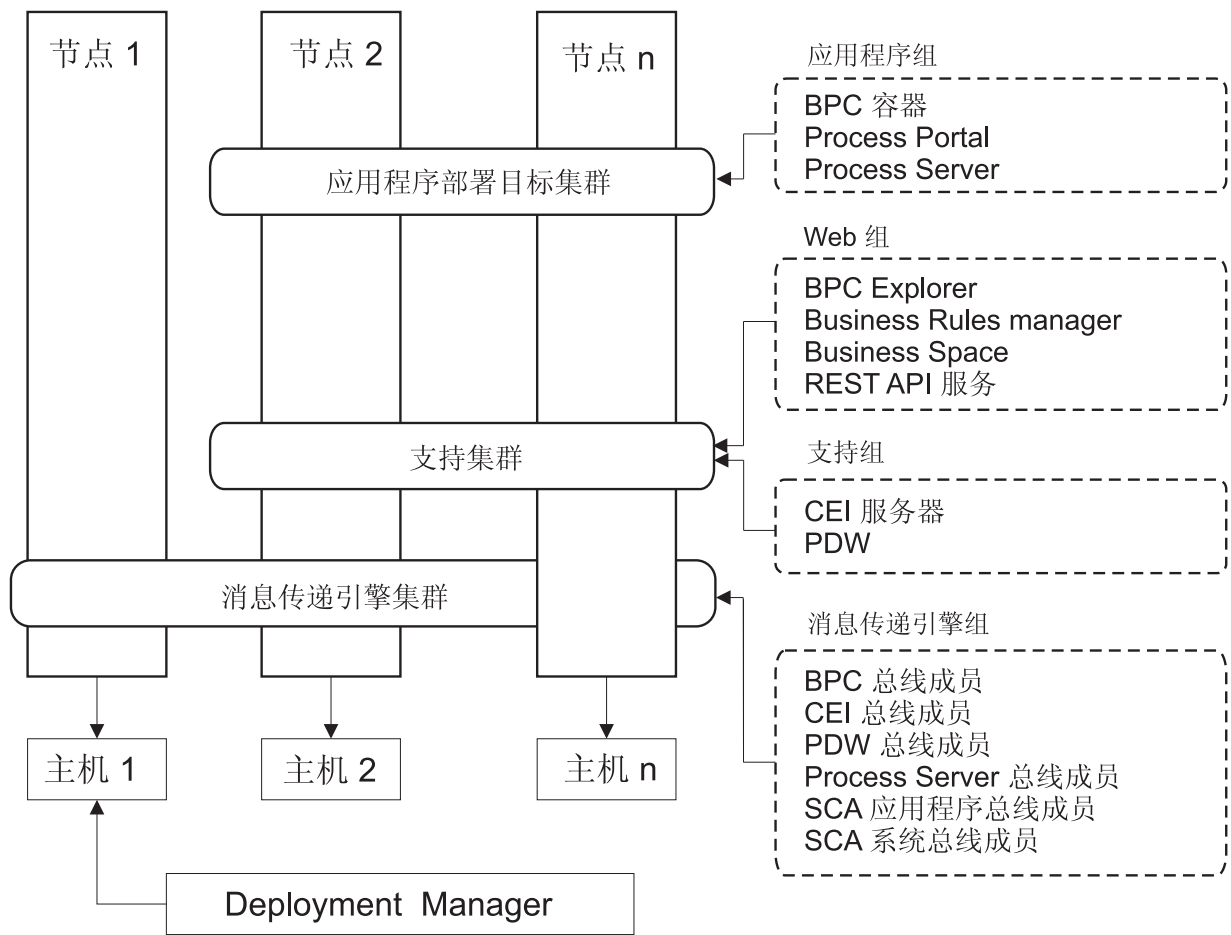 节点 1
节点 2
节点 n
应用程序部署目标集群
支持集群
消息传递引擎集群
主机 1
主机 2
主机 n
Deployment Manager
应用程序组
BPC 容器
Process Portal
Process Server
Web 组
BPC Explorer
Business Rules manager
Business Space
REST API 服务
支持组
CEI 服务器
PDW
消息传递引擎组
BPC 总线成员
CEI 总线成员
PDW 总线成员
Process Server 总线成员
SCA 应用程序总线成员
SCA 系统总线成员